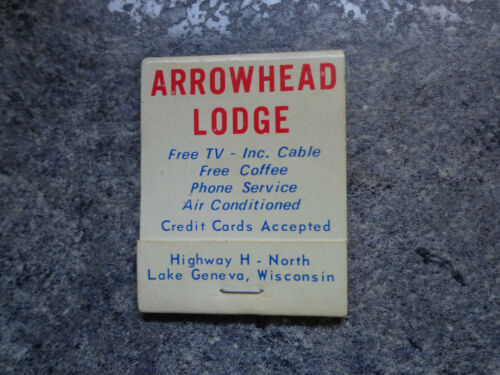 ARROWHEAD
LODGE
Free TV - Inc. Cable
Free Coffee
Phone Service
Air Conditioned
Credit Cards Accepted
Highway H - North
Lake Geneva, Wisconsin